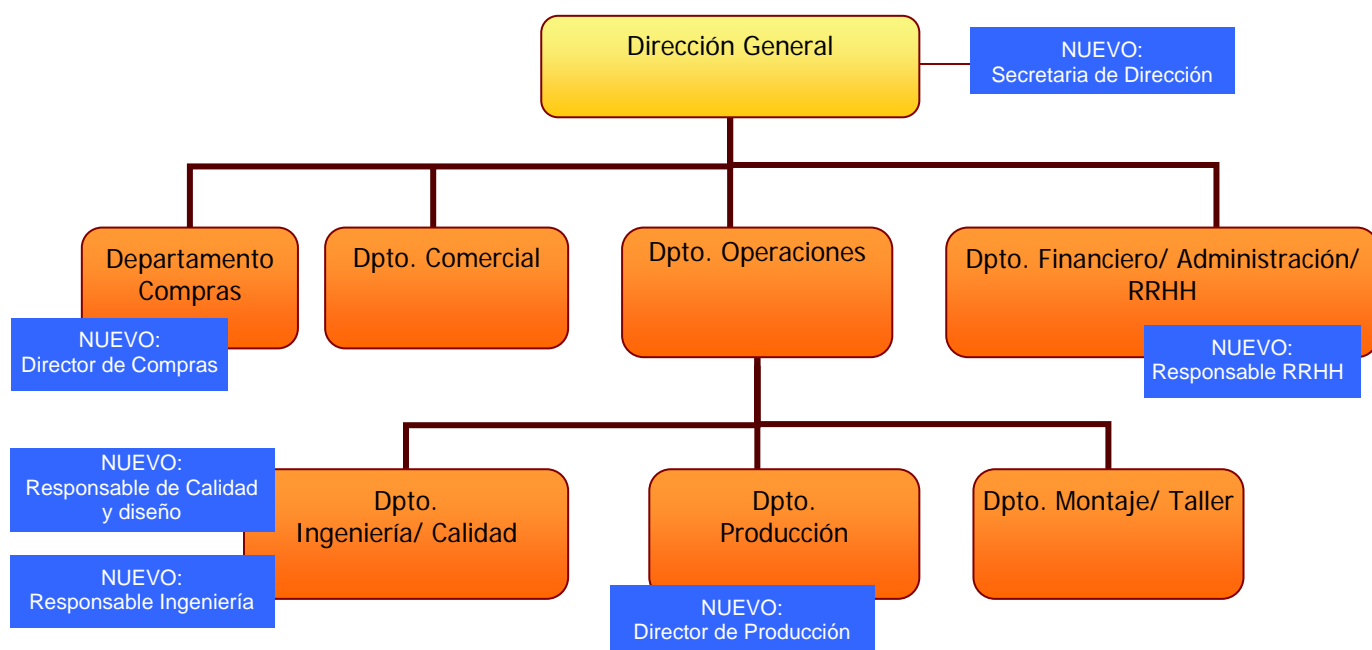 Dirección General
NUEVO:
Secretaria de Dirección
Departamento
Compras
NUEVO:
Director de Compras
Dpto. Comercial
Dpto. Operaciones
Dpto. Financiero/ Administración/
RRHH
NUEVO:
Responsable RRHH
NUEVO:
Responsable de Calidad
y diseño
Dpto.
Ingeniería/ Calidad
NUEVO:
Responsable Ingeniería
Dpto.
Producción
NUEVO:
Director de Producción
Dpto. Montaje/ Taller